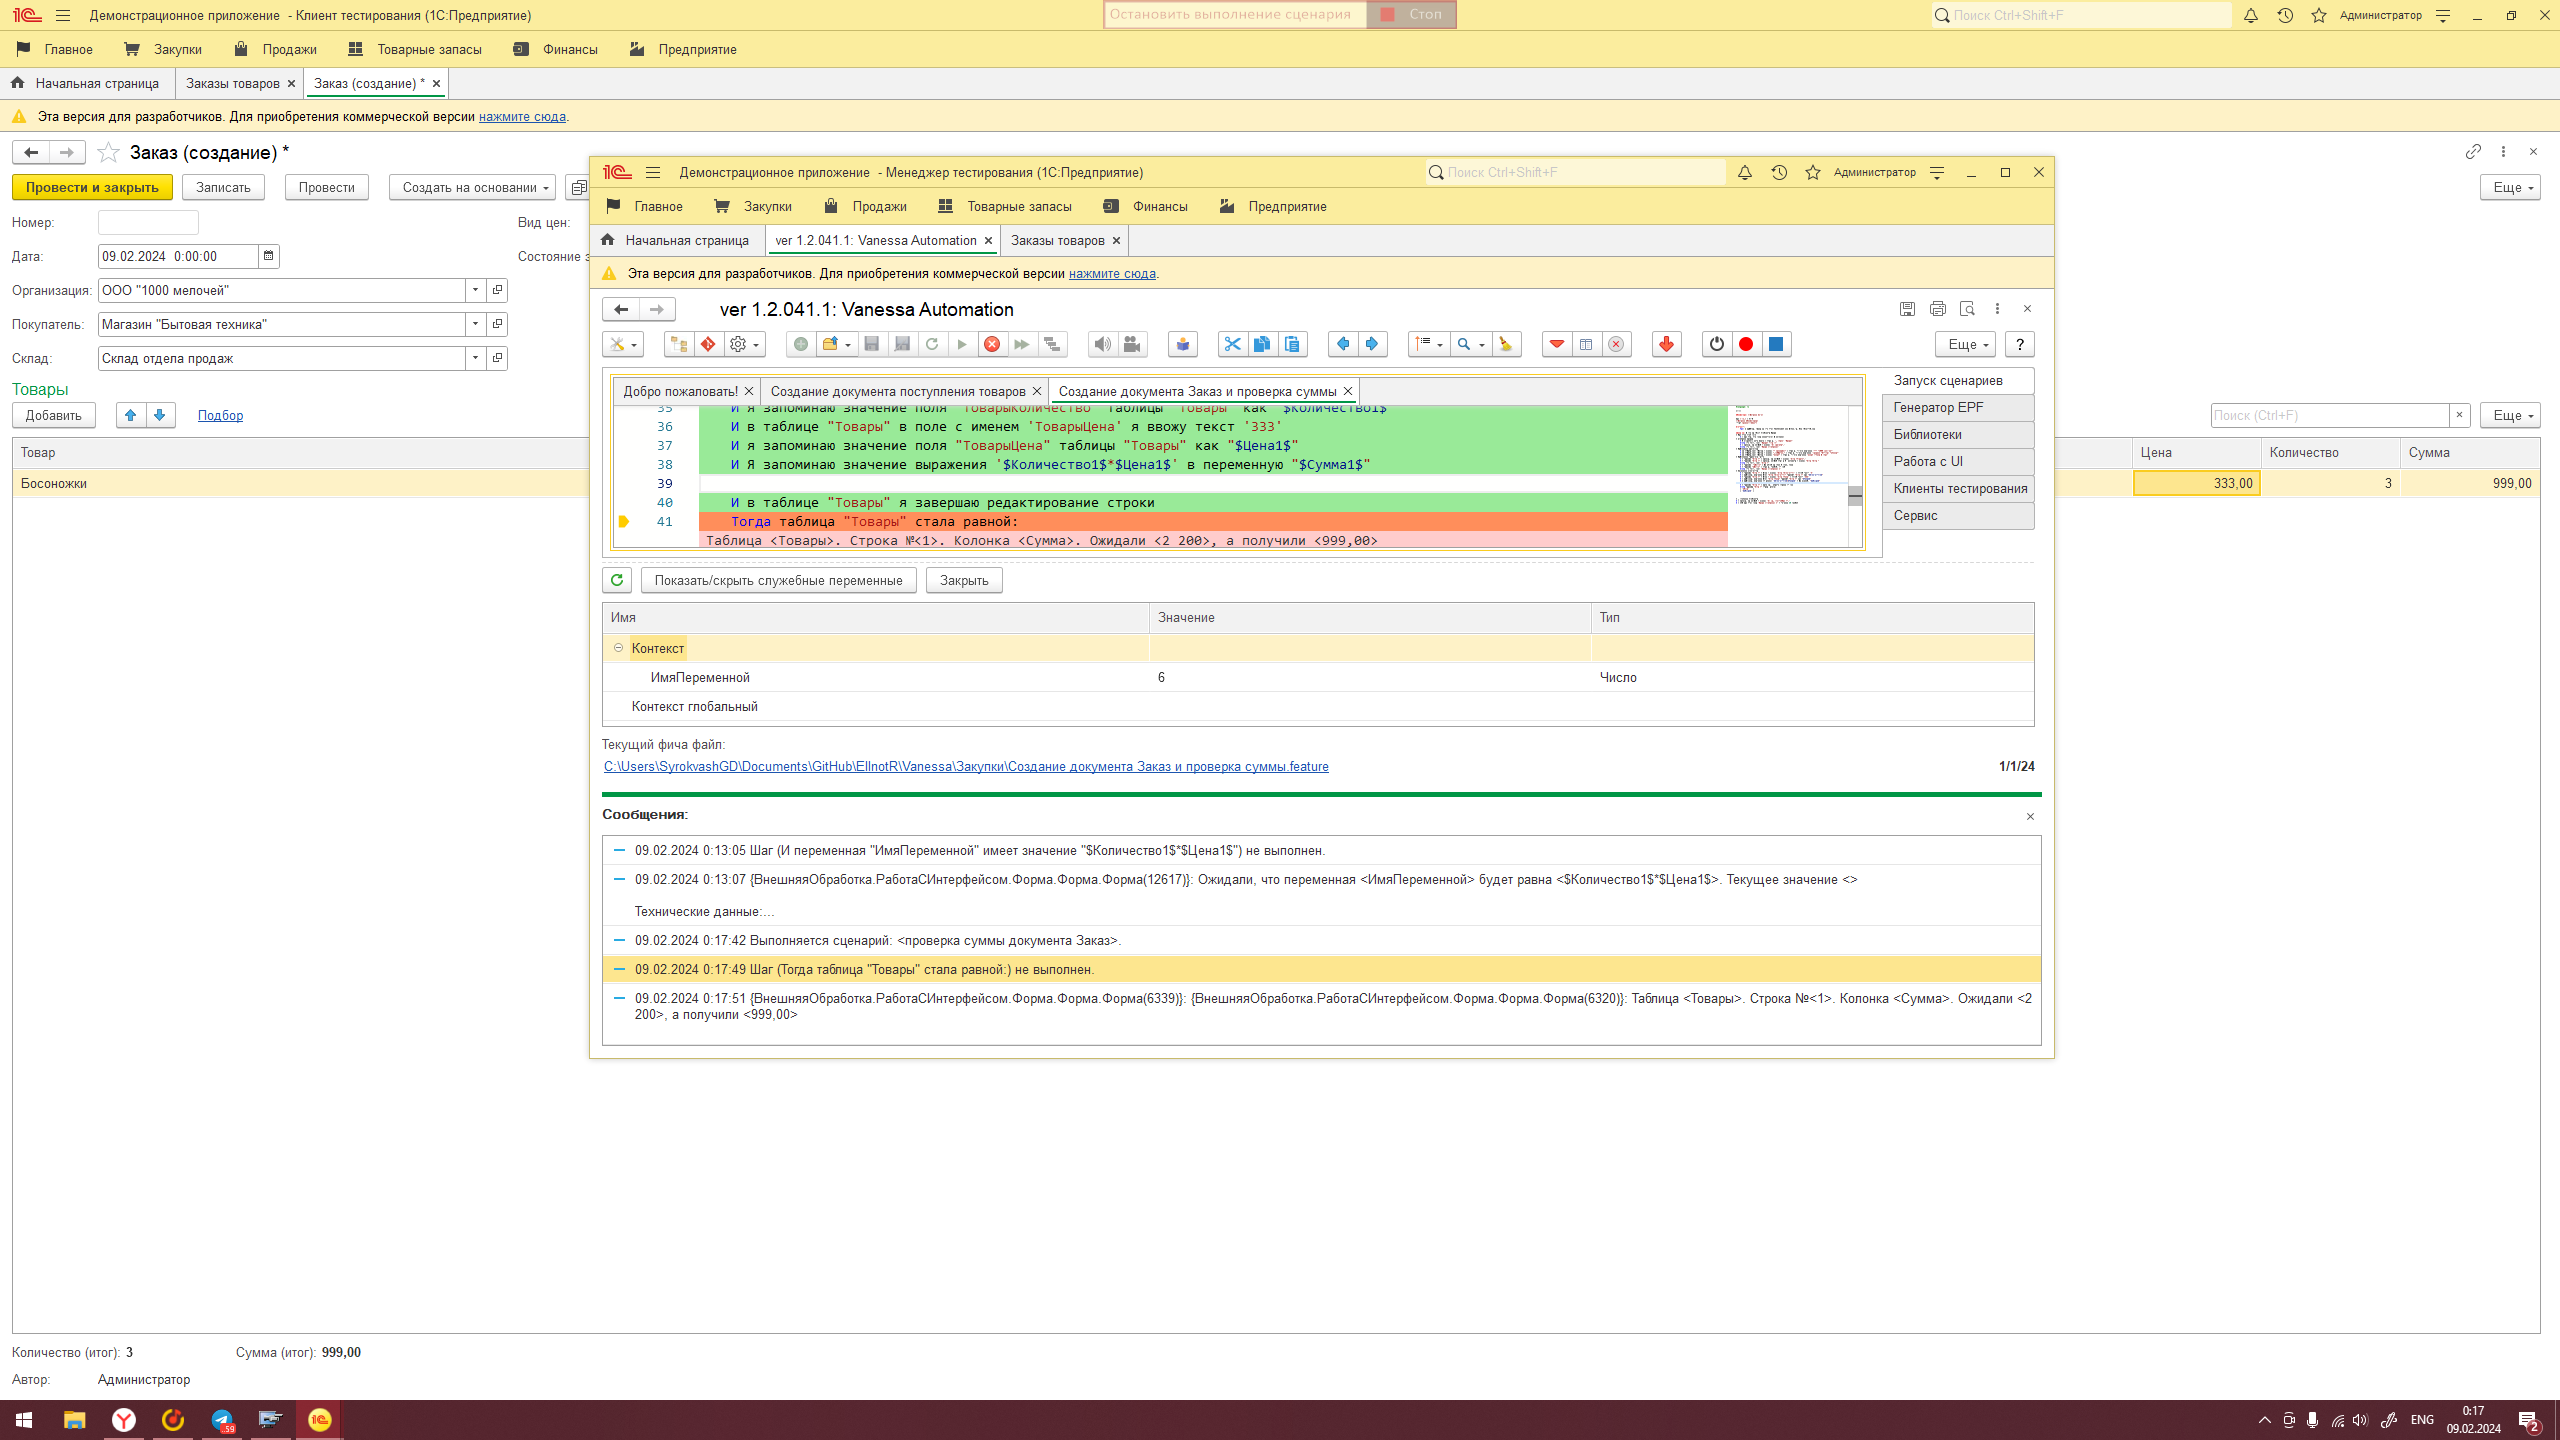 Демонстрационное приложение - Клиент тестирования (1С:Предприятие)
Остановить выполнение сценария Стоп
Поиск Ctrl+Shift+F
Администратор
Главное Закупки Продажи Товарные запасы Финансы Предприятие
Начальная страница Заказы товаров Заказ (создание) *
Эта версия для разработчиков. Для приобретения коммерческой версии нажмите сюда.
Заказ (создание) *
Провести и закрыть Записать Провести Создать на основании
Еще
Номер:
Вид цен:
Дата: 09.02.2024 0:00:00
Состояние з
Организация: ООО "1000 мелочей"
Покупатель: Магазин "Бытовая техника"
Склад: Склад отдела продаж
Товары
Добавить Подбор
Поиск (Ctrl+F) Еще
Товар Цена Количество Сумма
Босоножки 333,00 3 999,00
Демонстрационное приложение - Менеджер тестирования (1С:Предприятие)
Поиск Ctrl+Shift+F
Администратор
Главное Закупки Продажи Товарные запасы Финансы Предприятие
Начальная страница ver 1.2.041.1: Vanessa Automation Заказы товаров
Эта версия для разработчиков. Для приобретения коммерческой версии нажмите сюда.
ver 1.2.041.1: Vanessa Automation
Еще ?
Добро пожаловать! Создание документа поступления товаров Создание документа Заказ и проверка суммы
35 И я запоминаю значение поля "ТоварыКоличество" таблицы "Товары" как "$Количество1$"
36 И в таблице "Товары" в поле с именем 'ТоварыЦена' я ввожу текст '333'
37 И я запоминаю значение поля "ТоварыЦена" таблицы "Товары" как "$Цена1$"
38 И Я запоминаю значение выражения '$Количество1$*$Цена1$' в переменную "$Сумма1$"
39
40 И в таблице "Товары" я завершаю редактирование строки
41 Тогда таблица "Товары" стала равной:
Таблица <Товары>. Строка №<1>. Колонка <Сумма>. Ожидали <2 200>, а получили <999,00>
Запуск сценариев
Генератор EPF
Библиотеки
Работа с UI
Клиенты тестирования
Сервис
Показать/скрыть служебные переменные Закрыть
Имя Значение Тип
Контекст
ИмяПеременной 6 Число
Контекст глобальный
Текущий фича файл:
C:\Users\SyrokvashGD\Documents\GitHub\EllnotR\Vanessa\Закупки\Создание документа Заказ и проверка суммы.feature 1/1/24
Сообщения:
09.02.2024 0:13:05 Шаг (И переменная "ИмяПеременной" имеет значение "$Количество1$*$Цена1$") не выполнен.
09.02.2024 0:13:07 {ВнешняяОбработка.РаботаСИнтерфейсом.Форма.Форма.Форма(12617)}: Ожидали, что переменная <ИмяПеременной> будет равна <$Количество1$*$Цена1$>. Текущее значение <>
Технические данные:...
09.02.2024 0:17:42 Выполняется сценарий: <проверка суммы документа Заказ>.
09.02.2024 0:17:49 Шаг (Тогда таблица "Товары" стала равной:) не выполнен.
09.02.2024 0:17:51 {ВнешняяОбработка.РаботаСИнтерфейсом.Форма.Форма.Форма(6339)}: {ВнешняяОбработка.РаботаСИнтерфейсом.Форма.Форма.Форма(6320)}: Таблица <Товары>. Строка №<1>. Колонка <Сумма>. Ожидали <2
200>, а получили <999,00>
Количество (итог): 3 Сумма (итог): 999,00
Автор: Администратор
59
ENG
0:17
09.02.2024
2